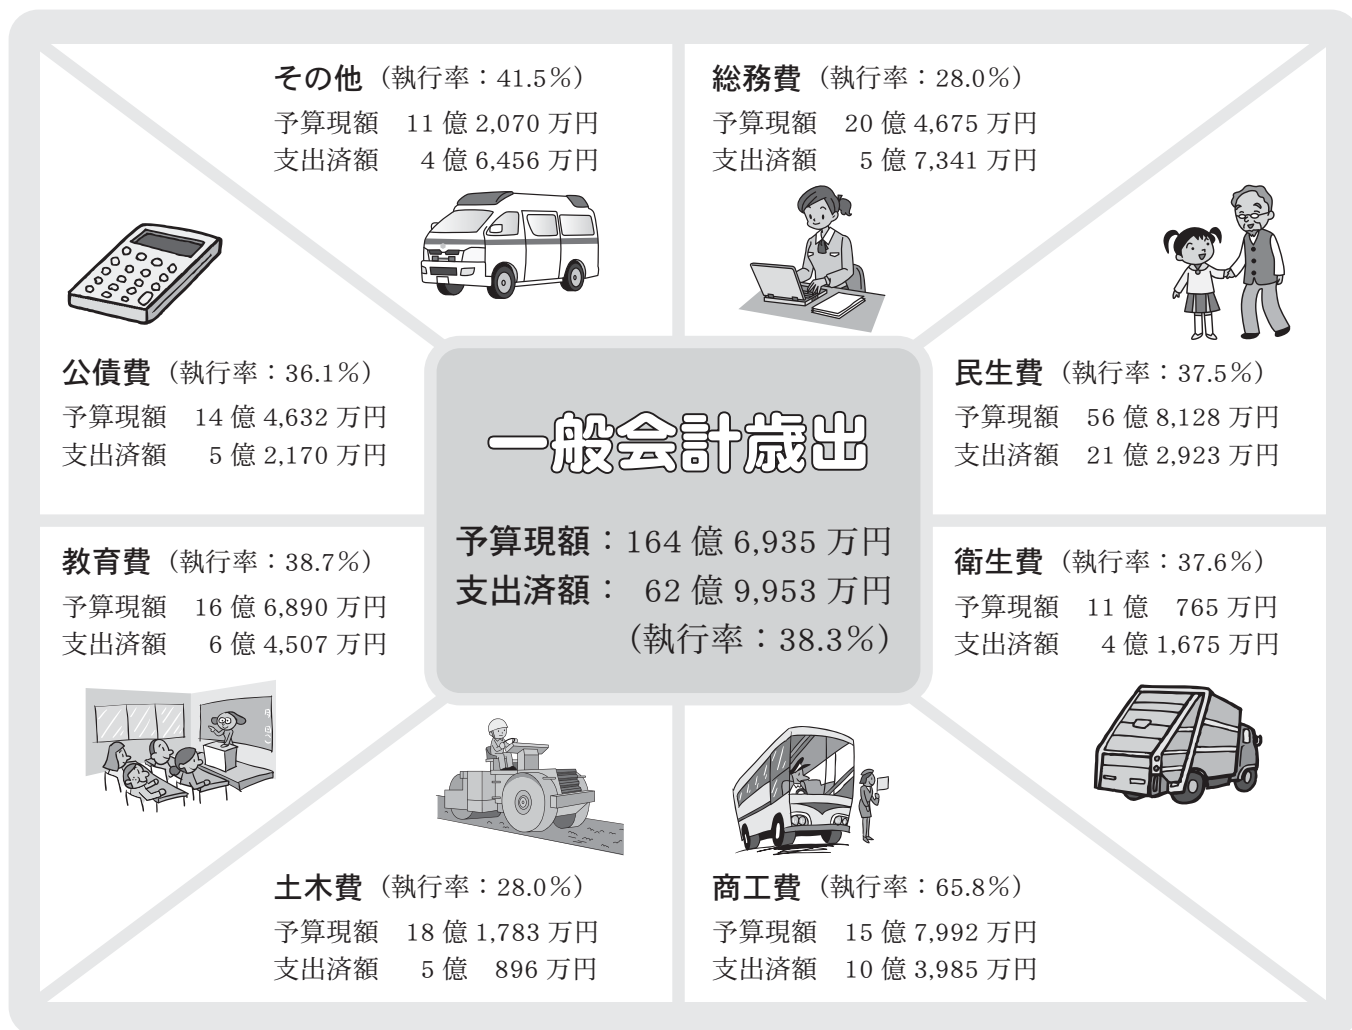 その他（執行率：41.5％）
予算現額 11 億 2,070 万円
支出済額 4 億 6,456 万円
総務費（執行率：28.0％）
予算現額 20 億 4,675 万円
支出済額 5 億 7,341 万円
公債費（執行率：36.1％）
予算現額 14 億 4,632 万円
支出済額 5 億 2,170 万円
一般会計歳出
予算現額：164 億 6,935 万円
支出済額： 62 億 9,953 万円
（執行率：38.3％）
民生費（執行率：37.5％）
予算現額 56 億 8,128 万円
支出済額 21 億 2,923 万円
教育費（執行率：38.7％）
予算現額 16 億 6,890 万円
支出済額 6 億 4,507 万円
衛生費（執行率：37.6％）
予算現額 11 億 765 万円
支出済額 4 億 1,675 万円
土木費（執行率：28.0％）
予算現額 18 億 1,783 万円
支出済額 5 億 896 万円
商工費（執行率：65.8％）
予算現額 15 億 7,992 万円
支出済額 10 億 3,985 万円